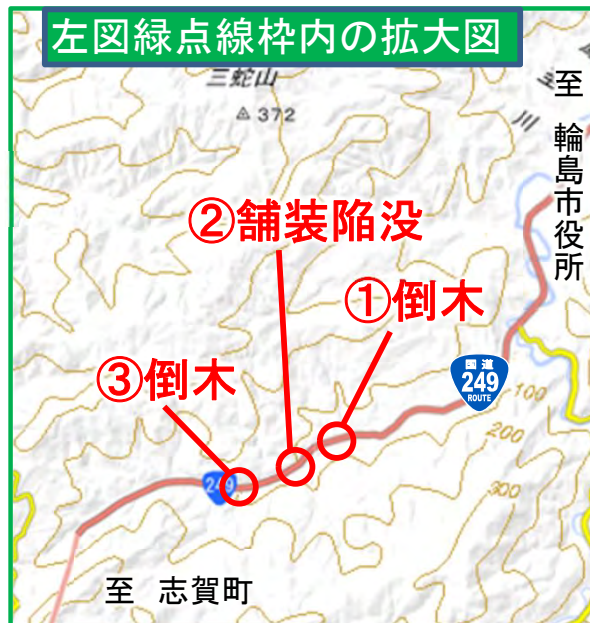 左図緑点線枠内の拡大図
三蛇山
372
川
至 輪島市役所
②舗装陥没
①倒木
国道
249
ROUTE
③倒木
100
200
300
249
至 志賀町